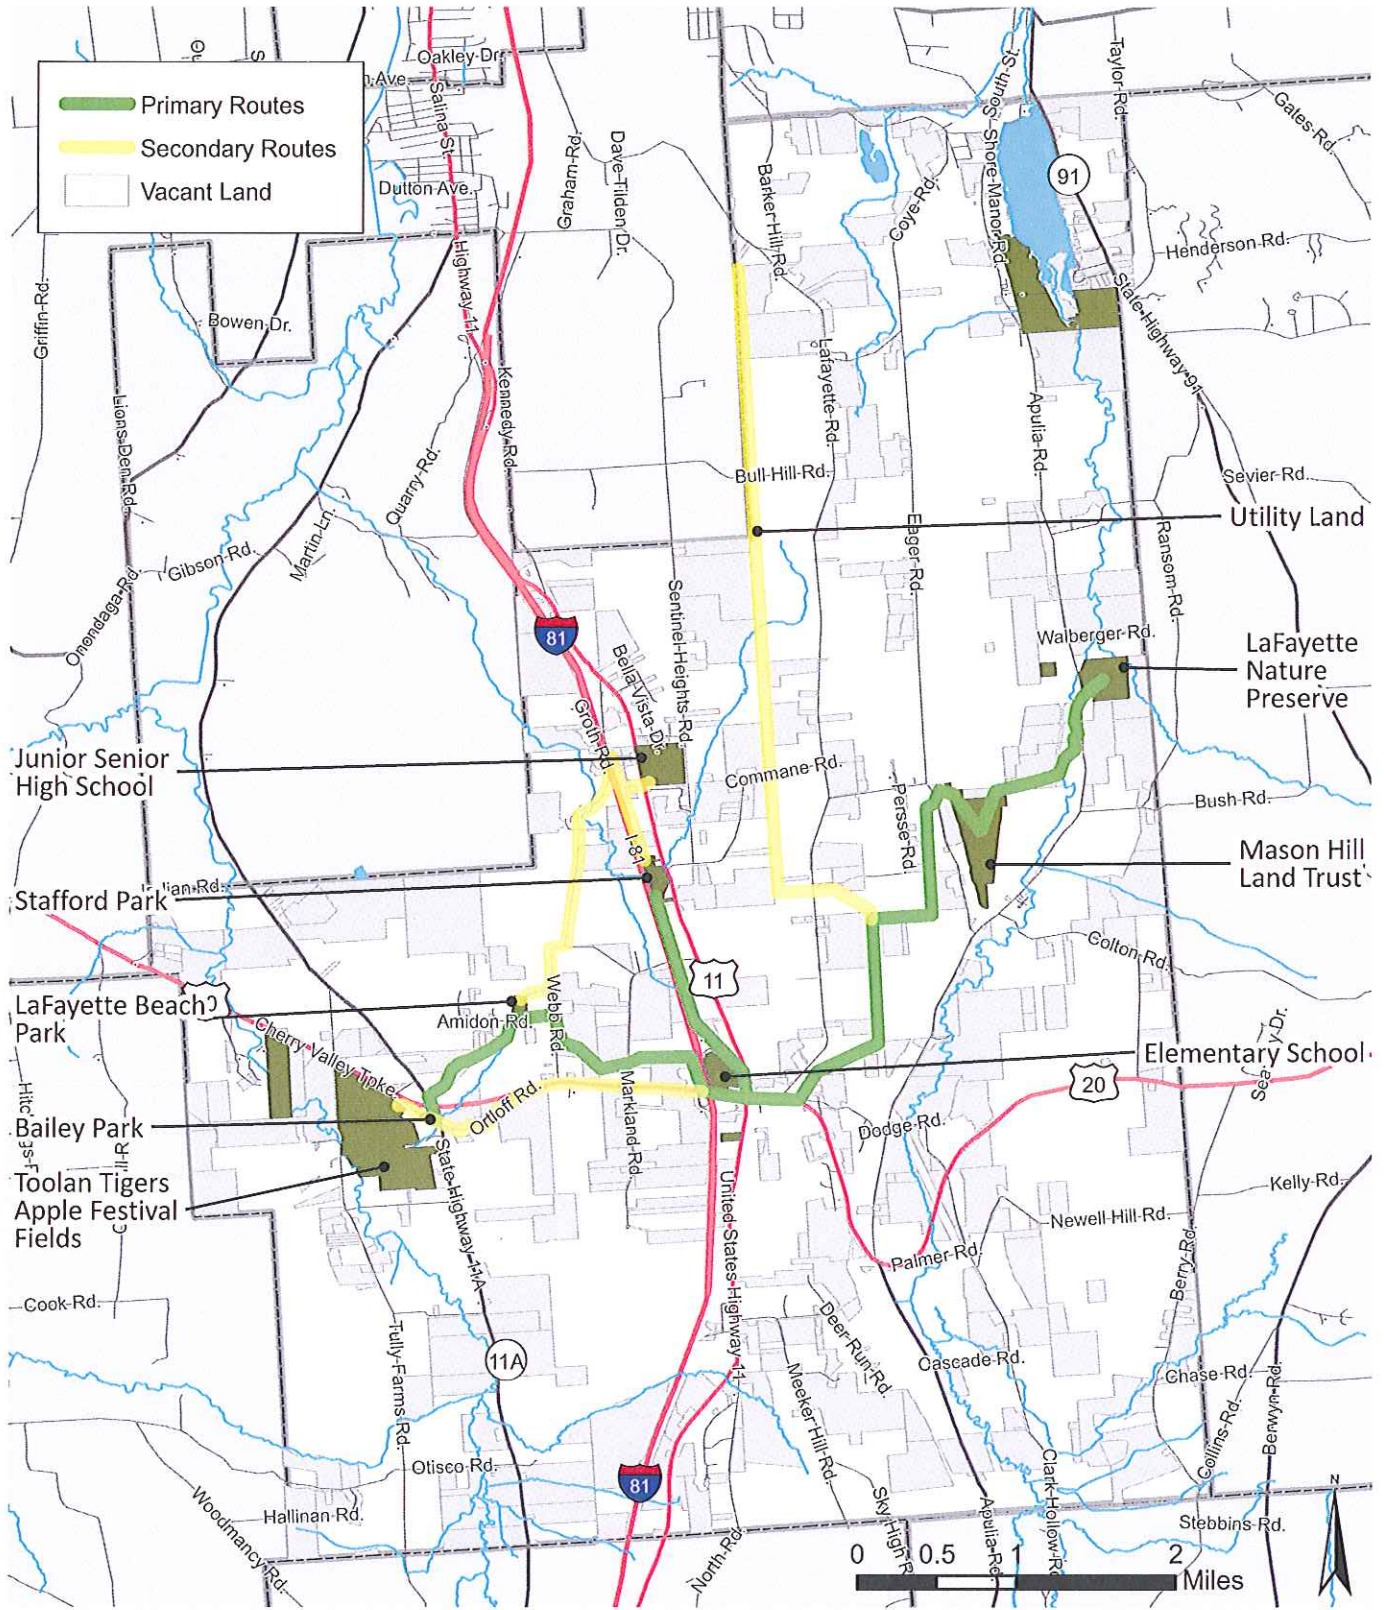 Primary Routes
Secondary Routes
Vacant Land
Oakley Dr.
Ave
Salina St.
Dutton Ave.
Graham Rd.
Dave Tilden Dr.
Barker Hill Rd.
Coye Rd.
South St.
Shore Manor Rd.
91
Taylor Rd.
Gates Rd.
Henderson Rd.
State Highway 91
Griffin Rd.
Bowen Dr.
Highway 11
Kennedy Rd.
Lafayette Rd.
Apulia Rd.
Lions Den Rd.
Quarry Rd.
Bull Hill Rd.
Sevier Rd.
Utility Land
Martin Ln.
Gibson Rd.
Onondaga Rd.
Eager Rd.
Ransom Rd.
Sentinel Heights Rd.
81
Bella Vista Dr.
Walberger Rd.
LaFayette
Nature
Preserve
Groth Rd.
Junior Senior
High School
Commane Rd.
Persse Rd.
Bush Rd.
I-81
Mason Hill
Land Trust
Stafford Park
Colton Rd.
11
LaFayette Beach
Park
Amidon Rd.
Webb Rd.
Cherry Valley Tpke.
Elementary School
20
Sea Dr.
Ortloff Rd.
Markland Rd.
Dodge Rd.
Bailey Park
Toolan Tigers
Apple Festival
Fields
State Highway 11A
United States Highway 11
Kelly Rd.
Newell Hill Rd.
Palmer Rd.
Berry Rd.
Cook Rd.
Tully Farms Rd.
11A
Deer Run Rd.
Cascade Rd.
Chase Rd.
Meeker Hill Rd.
Collins Rd.
Berwyn Rd.
Otisco Rd.
81
Woodmancy Rd.
Hallinan Rd.
North Rd.
Sky High R
Apulia Rd.
Clark Hollow Rd.
Stebbins Rd.
N
0 0.5 1 2
Miles